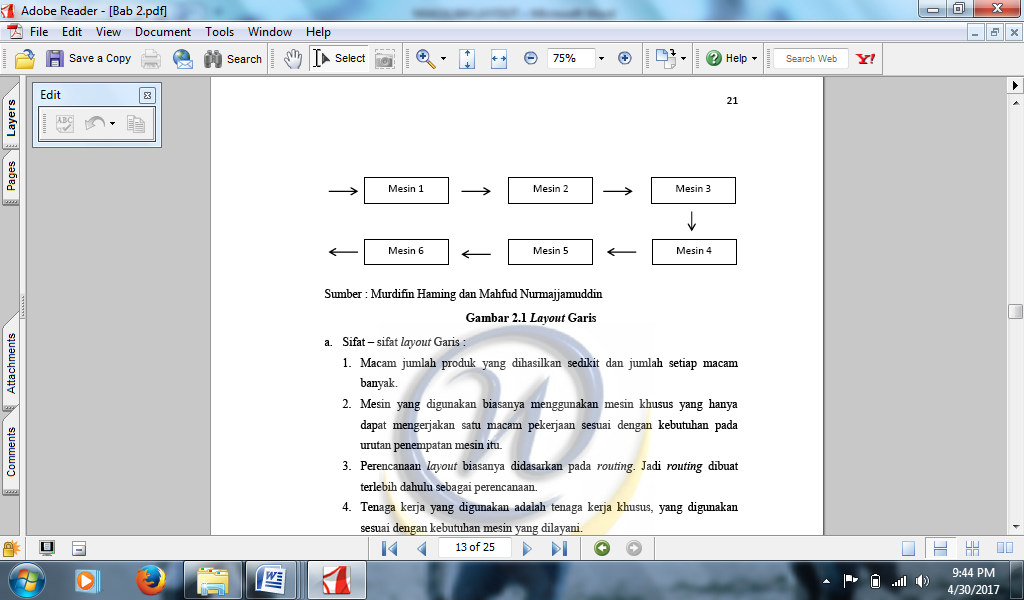 Adobe Reader - [Bab 2.pdf]
File Edit View Document Tools Window Help
Save a Copy Search Select 75% Help Search Web Y!
Edit
ABC
Layers
Pages
Attachments
Comments
21
Mesin 1 Mesin 2 Mesin 3
Mesin 6 Mesin 5 Mesin 4
Sumber : Murdifin Haming dan Mahfud Nurmajjamuddin
Gambar 2.1 Layout Garis
a. Sifat – sifat layout Garis :
1. Macam jumlah produk yang dihasilkan sedikit dan jumlah setiap macam
banyak.
2. Mesin yang digunakan biasanya menggunakan mesin khusus yang hanya
dapat mengerjakan satu macam pekerjaan sesuai dengan kebutuhan pada
urutan penempatan mesin itu.
3. Perencanaan layout biasanya didasarkan pada routing. Jadi routing dibuat
terlebih dahulu sebagai perencanaan.
4. Tenaga kerja yang digunakan adalah tenaga kerja khusus, yang digunakan
sesuai dengan kebutuhan mesin yang dilayani.
13 of 25
9:44 PM
4/30/2017